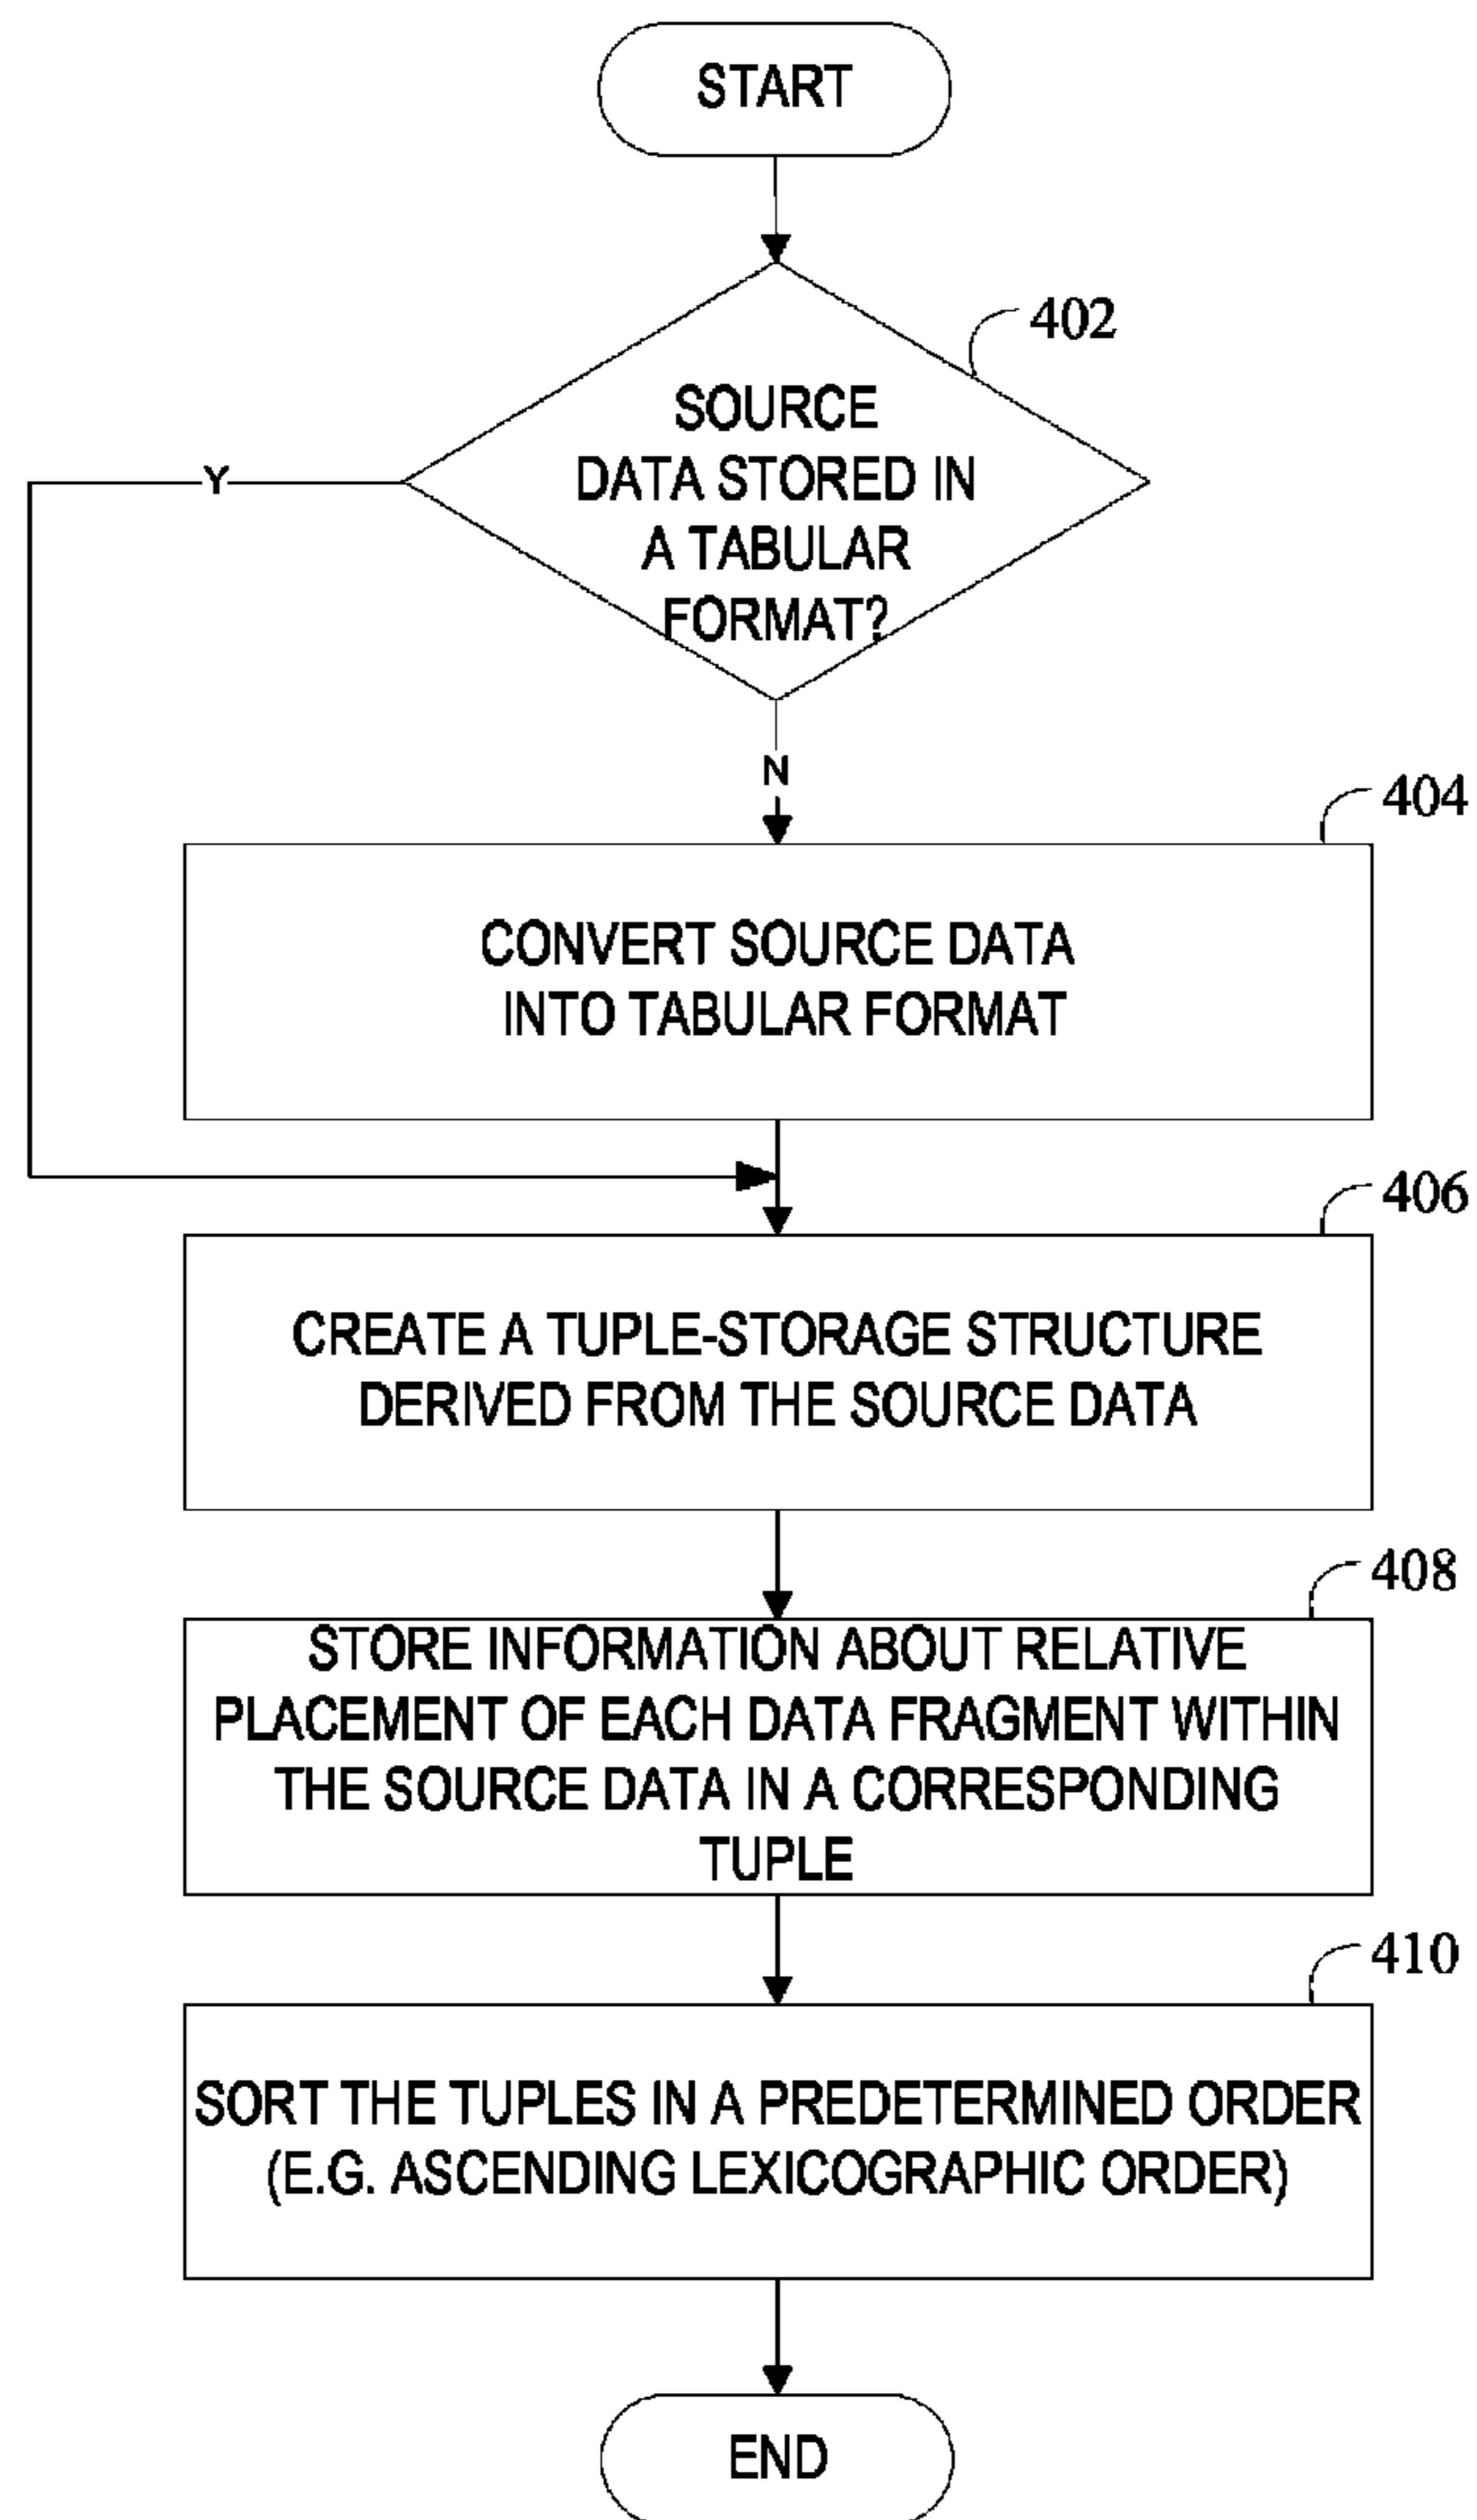 START
402
SOURCE
DATA STORED IN
A TABULAR
FORMAT?
Y
N
404
CONVERT SOURCE DATA
INTO TABULAR FORMAT
406
CREATE A TUPLE-STORAGE STRUCTURE
DERIVED FROM THE SOURCE DATA
408
STORE INFORMATION ABOUT RELATIVE
PLACEMENT OF EACH DATA FRAGMENT WITHIN
THE SOURCE DATA IN A CORRESPONDING
TUPLE
410
SORT THE TUPLES IN A PREDETERMINED ORDER
(E.G. ASCENDING LEXICOGRAPHIC ORDER)
END